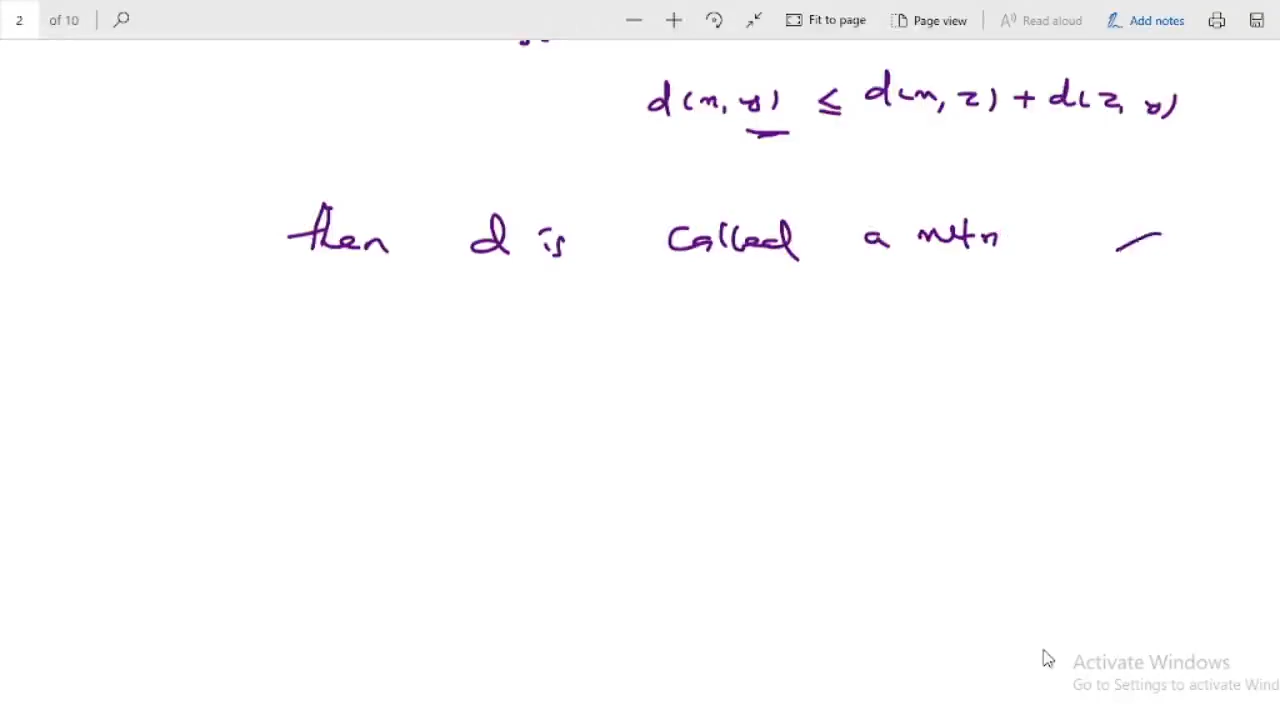 2 of 10 Fit to page Page view Read aloud Add notes
d(x, y) ≤ d(x, z) + d(z, y)
then d is called a
Activate Windows
Go to Settings to activate Wind